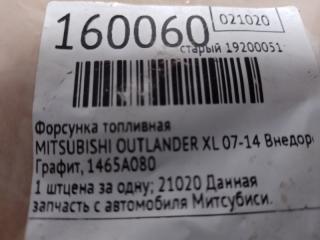 160060
021020
старый 19200051
Форсунка топливная
MITSUBISHI OUTLANDER XL 07-14 Внедор
Графит, 1465A080
1 штцена за одну; 21020 Данная
запчасть с автомобиля Митсубиси.